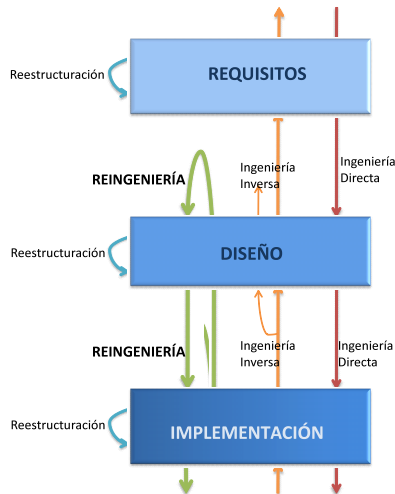 Reestructuración
REQUISITOS
REINGENIERÍA
Ingeniería
Inversa
Ingeniería
Directa
Reestructuración
DISEÑO
REINGENIERÍA
Ingeniería
Inversa
Ingeniería
Directa
Reestructuración
IMPLEMENTACIÓN